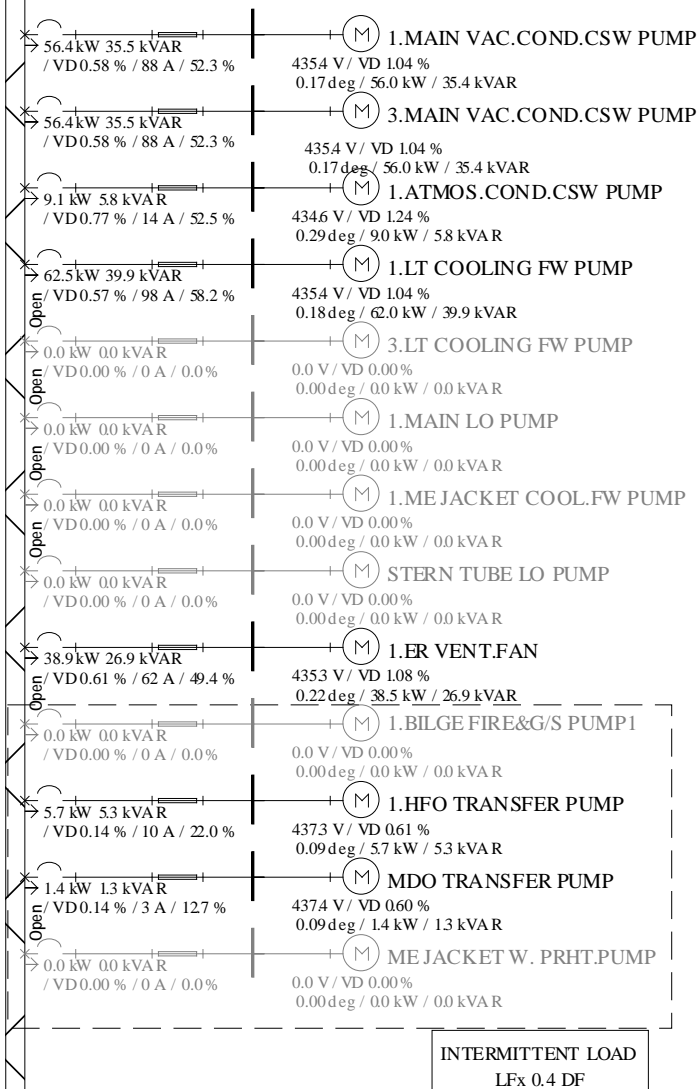 M 1.MAIN VAC.COND.CSW PUMP
56.4 kW 35.5 kVAR
/ VD 0.58 % / 88 A / 52.3 %
435.4 V / VD 1.04 %
0.17 deg / 56.0 kW / 35.4 kVAR
M 3.MAIN VAC.COND.CSW PUMP
56.4 kW 35.5 kVAR
/ VD 0.58 % / 88 A / 52.3 %
435.4 V / VD 1.04 %
0.17 deg / 56.0 kW / 35.4 kVAR
M 1.ATMOS.COND.CSW PUMP
9.1 kW 5.8 kVAR
/ VD 0.77 % / 14 A / 52.5 %
434.6 V / VD 1.24 %
0.29 deg / 9.0 kW / 5.8 kVAR
M 1.LT COOLING FW PUMP
62.5 kW 39.9 kVAR
/ VD 0.57 % / 98 A / 58.2 %
435.4 V / VD 1.04 %
0.18 deg / 62.0 kW / 39.9 kVAR
Open
M 3.LT COOLING FW PUMP
0.0 kW 0.0 kVAR
/ VD 0.00 % / 0 A / 0.0 %
0.0 V / VD 0.00 %
0.00 deg / 0.0 kW / 0.0 kVAR
Open
M 1.MAIN LO PUMP
0.0 kW 0.0 kVAR
/ VD 0.00 % / 0 A / 0.0 %
0.0 V / VD 0.00 %
0.00 deg / 0.0 kW / 0.0 kVAR
Open
M 1.ME JACKET COOL.FW PUMP
0.0 kW 0.0 kVAR
/ VD 0.00 % / 0 A / 0.0 %
0.0 V / VD 0.00 %
0.00 deg / 0.0 kW / 0.0 kVAR
Open
M STERN TUBE LO PUMP
0.0 kW 0.0 kVAR
/ VD 0.00 % / 0 A / 0.0 %
0.0 V / VD 0.00 %
0.00 deg / 0.0 kW / 0.0 kVAR
M 1.ER VENT.FAN
38.9 kW 26.9 kVAR
/ VD 0.61 % / 62 A / 49.4 %
435.3 V / VD 1.08 %
0.22 deg / 38.5 kW / 26.9 kVAR
Open
M 1.BILGE FIRE&G/S PUMP1
0.0 kW 0.0 kVAR
/ VD 0.00 % / 0 A / 0.0 %
0.0 V / VD 0.00 %
0.00 deg / 0.0 kW / 0.0 kVAR
M 1.HFO TRANSFER PUMP
5.7 kW 5.3 kVAR
/ VD 0.14 % / 10 A / 22.0 %
437.3 V / VD 0.61 %
0.09 deg / 5.7 kW / 5.3 kVAR
M MDO TRANSFER PUMP
1.4 kW 1.3 kVAR
/ VD 0.14 % / 3 A / 12.7 %
437.4 V / VD 0.60 %
0.09 deg / 1.4 kW / 1.3 kVAR
Open
M ME JACKET W. PRHT.PUMP
0.0 kW 0.0 kVAR
/ VD 0.00 % / 0 A / 0.0 %
0.0 V / VD 0.00 %
0.00 deg / 0.0 kW / 0.0 kVAR
INTERMITTENT LOAD
LFx 0.4 DF